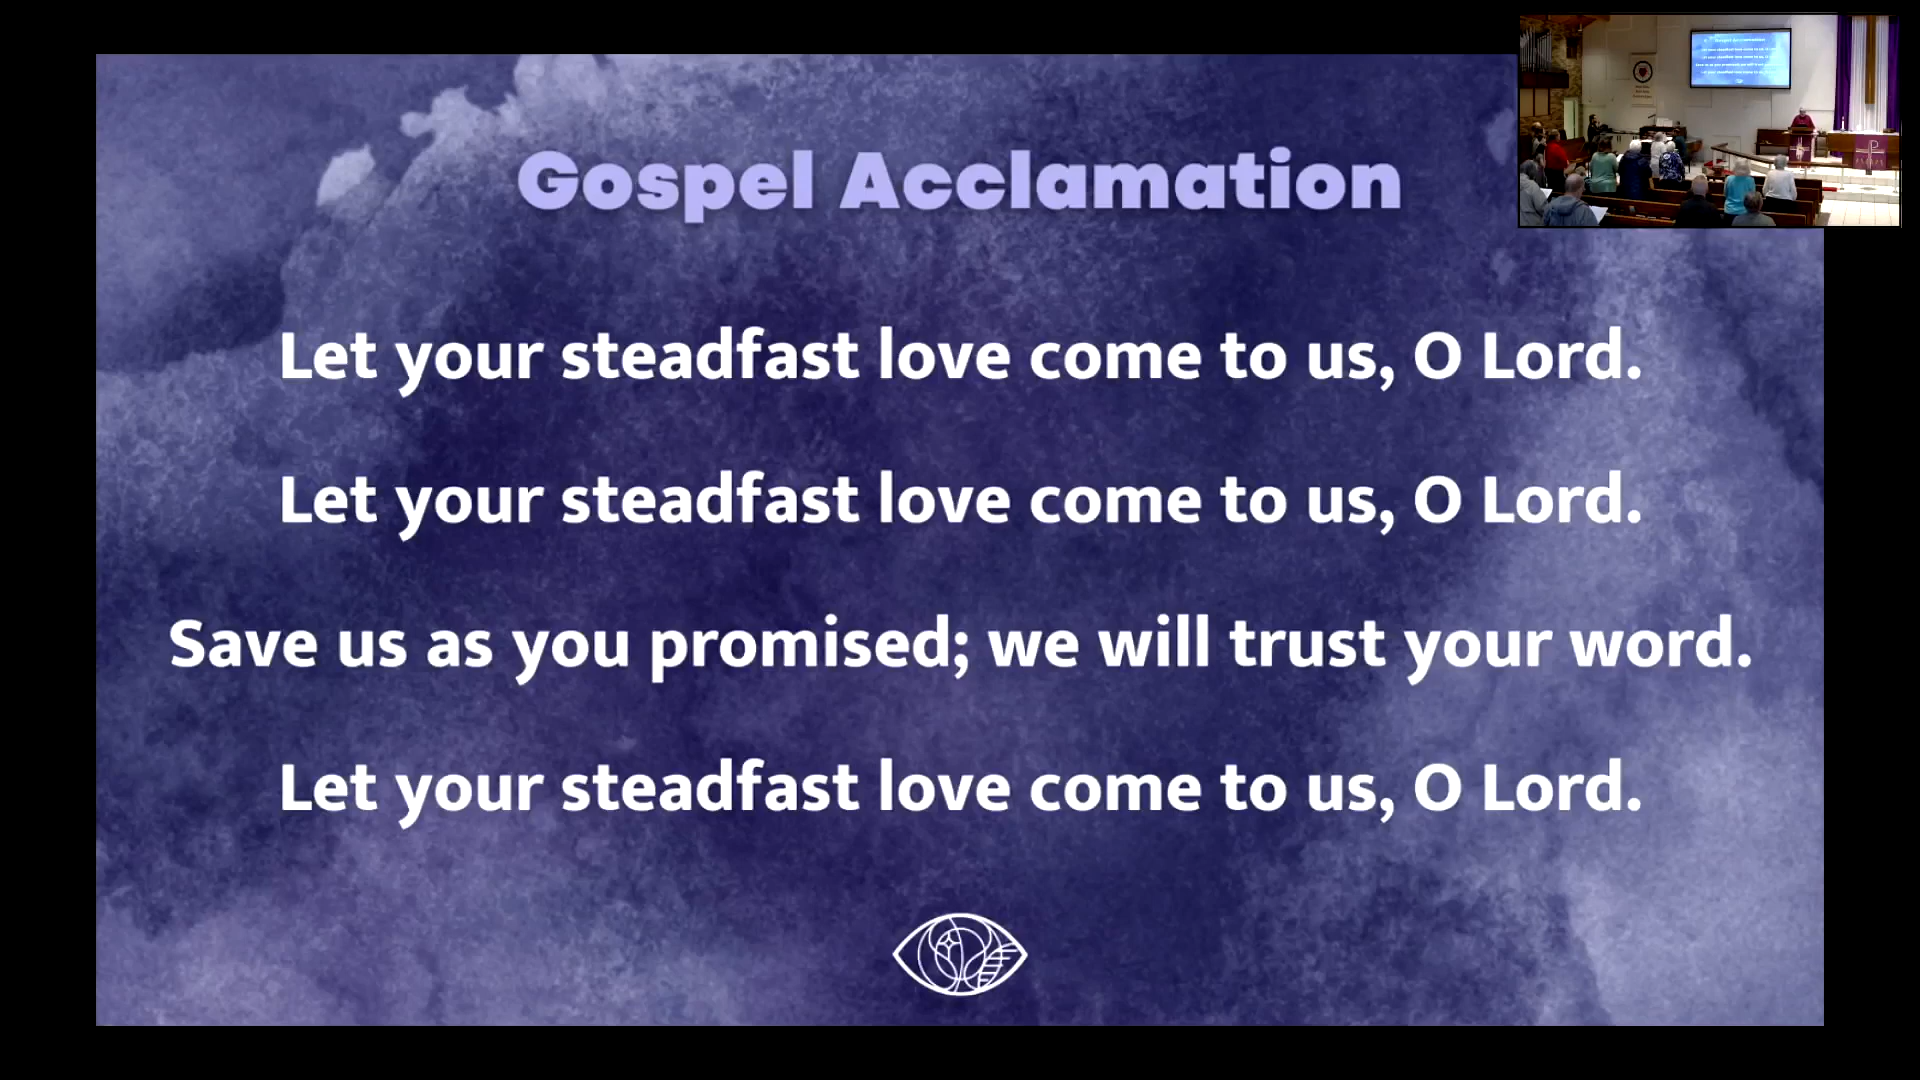 Gospel Acclamation
Let your steadfast love come to us, O Lord.
Let your steadfast love come to us, O Lord.
Save us as you promised; we will trust your word.
Let your steadfast love come to us, O Lord.